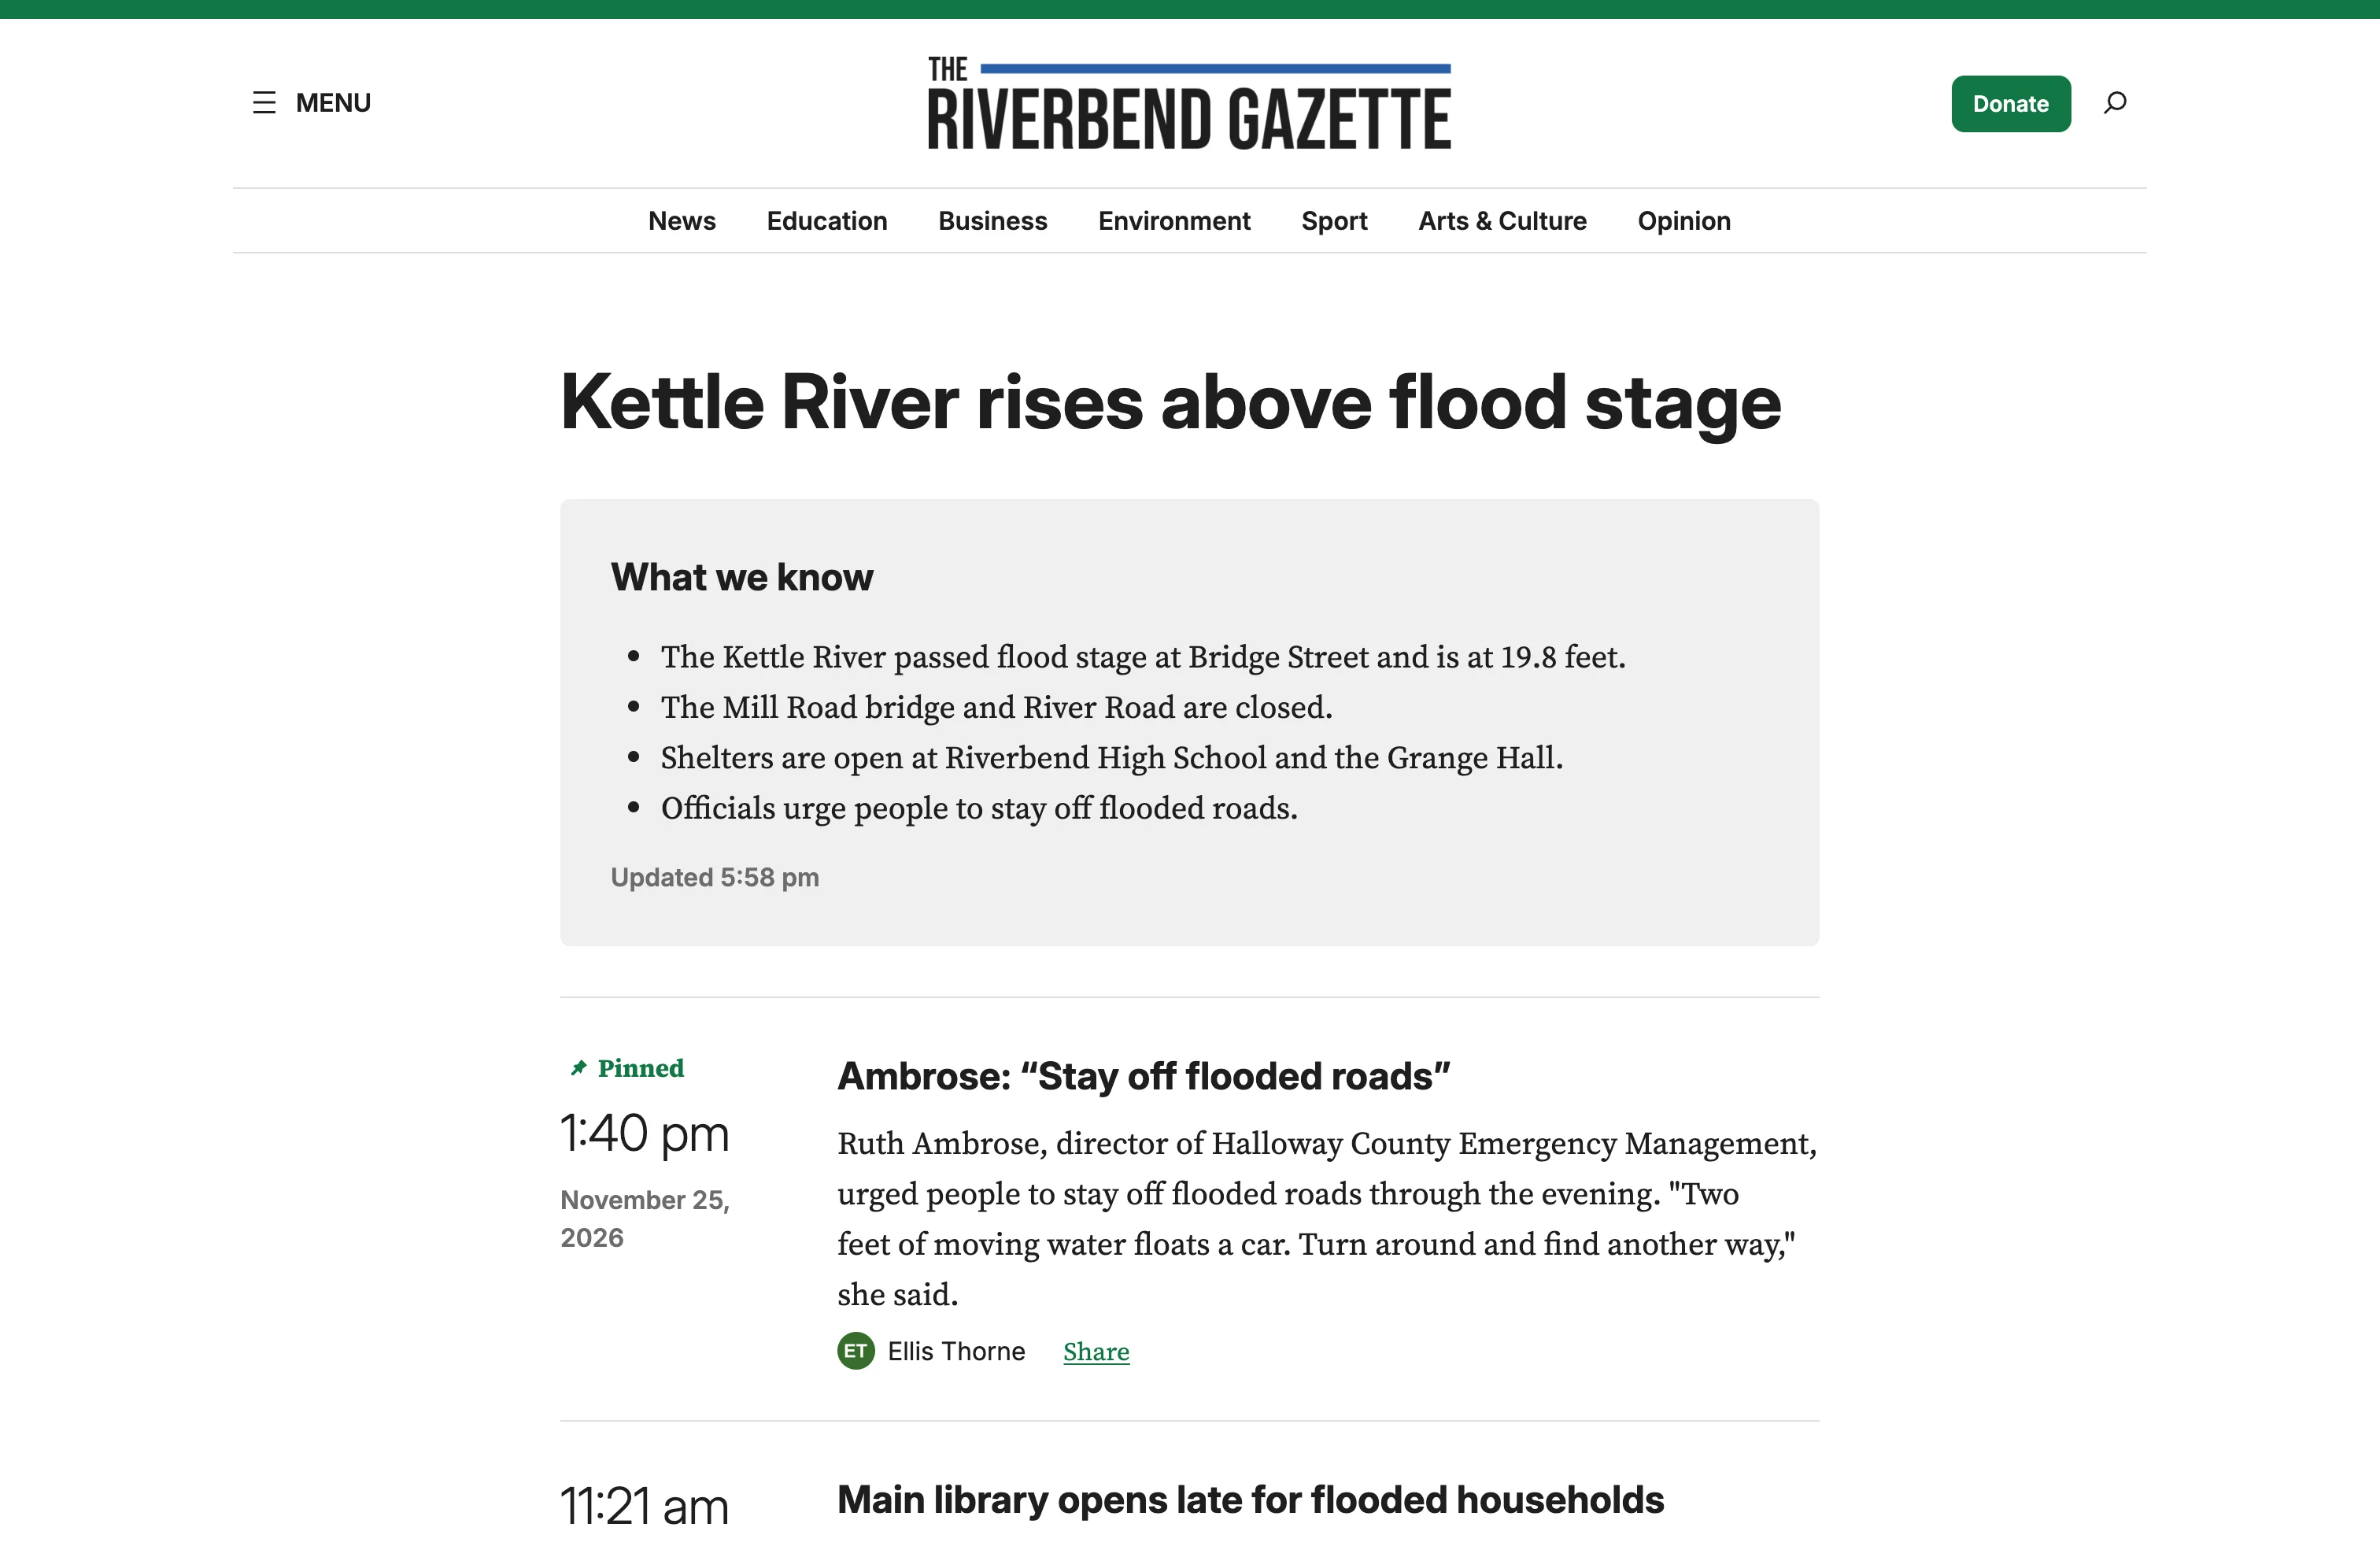 MENU
THE
RIVERBEND GAZETTE
Donate
News Education Business Environment Sport Arts & Culture Opinion
Kettle River rises above flood stage
What we know
• The Kettle River passed flood stage at Bridge Street and is at 19.8 feet.
• The Mill Road bridge and River Road are closed.
• Shelters are open at Riverbend High School and the Grange Hall.
• Officials urge people to stay off flooded roads.
Updated 5:58 pm
Pinned
1:40 pm
November 25,
2026
Ambrose: “Stay off flooded roads”
Ruth Ambrose, director of Halloway County Emergency Management,
urged people to stay off flooded roads through the evening. "Two
feet of moving water floats a car. Turn around and find another way,"
she said.
ET Ellis Thorne Share
11:21 am
Main library opens late for flooded households